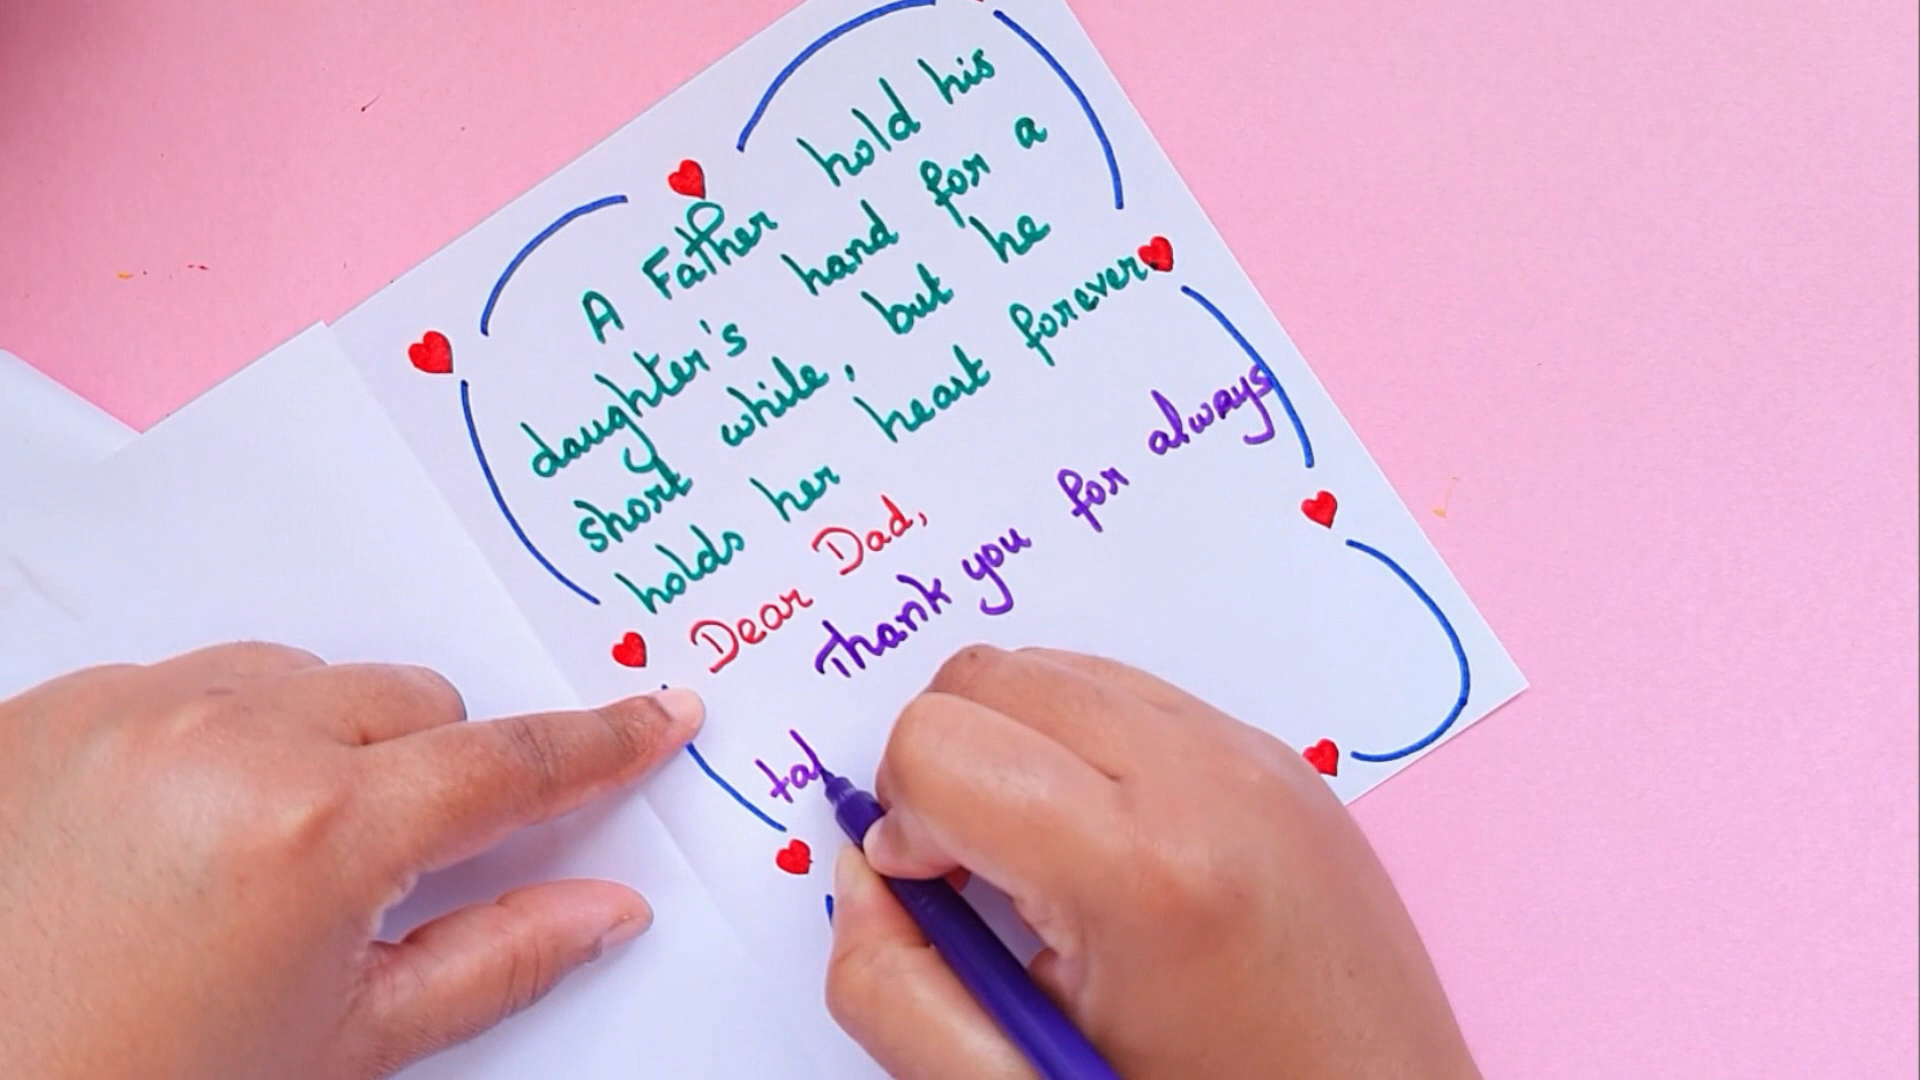 A Father hold his
daughter's hand for a
short while, but he
holds her heart forever
Dear Dad,
Thank you for always
tal